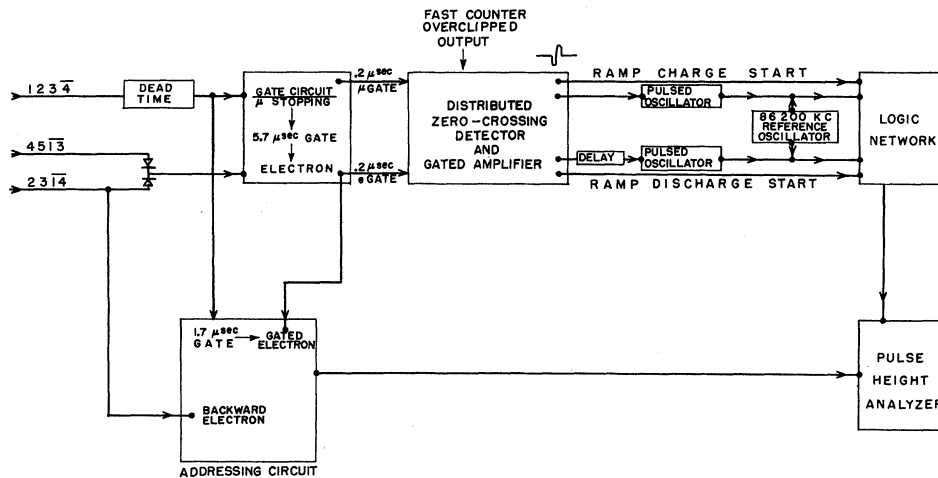 FAST COUNTER
OVERCLIPPED
OUTPUT
1 2 3 4̅
DEAD
TIME
GATE CIRCUIT
μ STOPPING
5.7 μsec GATE
ELECTRON
.2 μsec
μ GATE
.2 μsec
e GATE
DISTRIBUTED
ZERO-CROSSING
DETECTOR
AND
GATED AMPLIFIER
RAMP CHARGE START
PULSED
OSCILLATOR
86 200 KC
REFERENCE
OSCILLATOR
DELAY
PULSED
OSCILLATOR
RAMP DISCHARGE START
LOGIC
NETWORK
4 5 1̅ 3̅
2 3 1̅ 4̅
1.7 μsec
GATE
GATED
ELECTRON
BACKWARD
ELECTRON
ADDRESSING CIRCUIT
PULSE
HEIGHT
ANALYZER